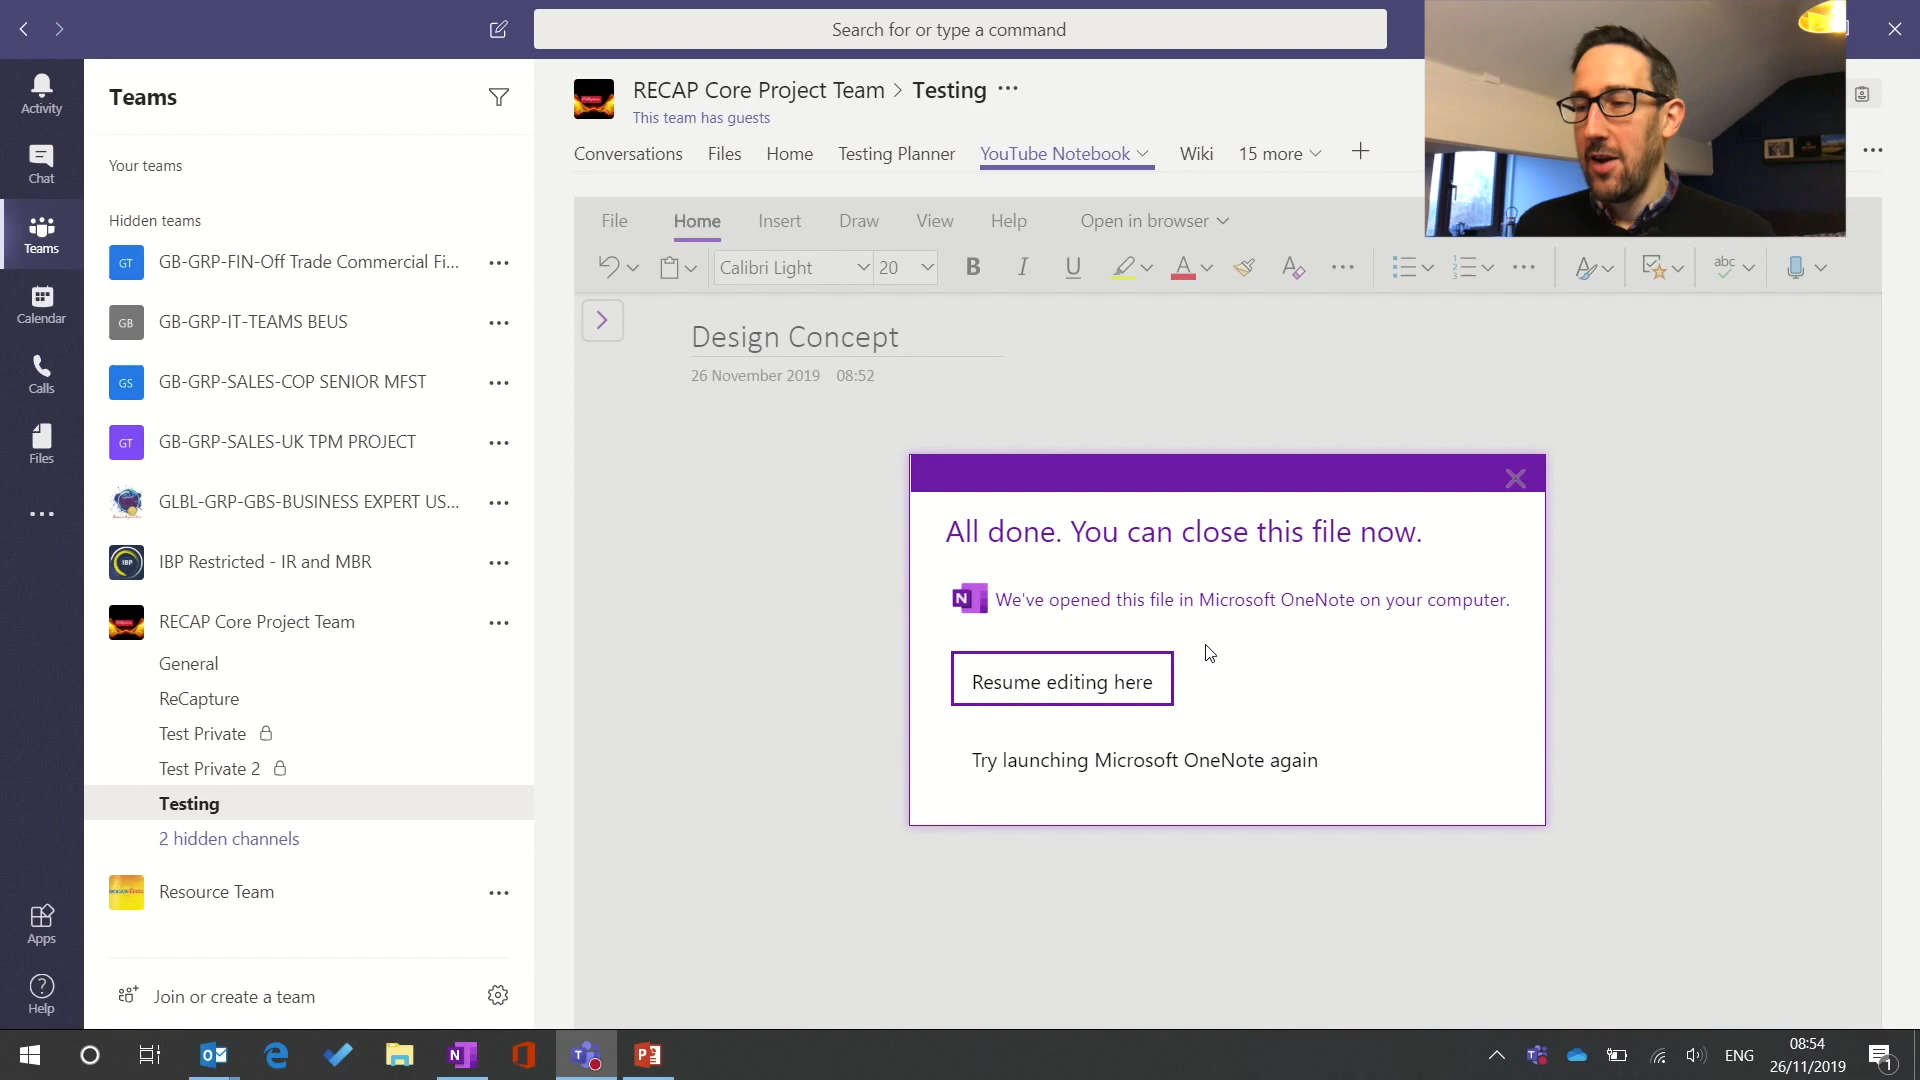 Search for or type a command
Activity
Chat
Teams
Calendar
Calls
Files
Apps
Help
Teams
Your teams
Hidden teams
GT GB-GRP-FIN-Off Trade Commercial Fi...
GB GB-GRP-IT-TEAMS BEUS
GS GB-GRP-SALES-COP SENIOR MFST
GT GB-GRP-SALES-UK TPM PROJECT
GLBL-GRP-GBS-BUSINESS EXPERT US...
IBP IBP Restricted - IR and MBR
RECAP Core Project Team
General
ReCapture
Test Private
Test Private 2
Testing
2 hidden channels
Resource Team
Join or create a team
RECAP Core Project Team > Testing
This team has guests
Conversations Files Home Testing Planner YouTube Notebook Wiki 15 more
File Home Insert Draw View Help Open in browser
Calibri Light 20 B I U A A abc
Design Concept
26 November 2019 08:52
All done. You can close this file now.
N We've opened this file in Microsoft OneNote on your computer.
Resume editing here
Try launching Microsoft OneNote again
ENG
08:54
26/11/2019
1